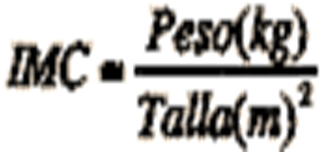 IMC = Peso(kg)
Talla(m)²